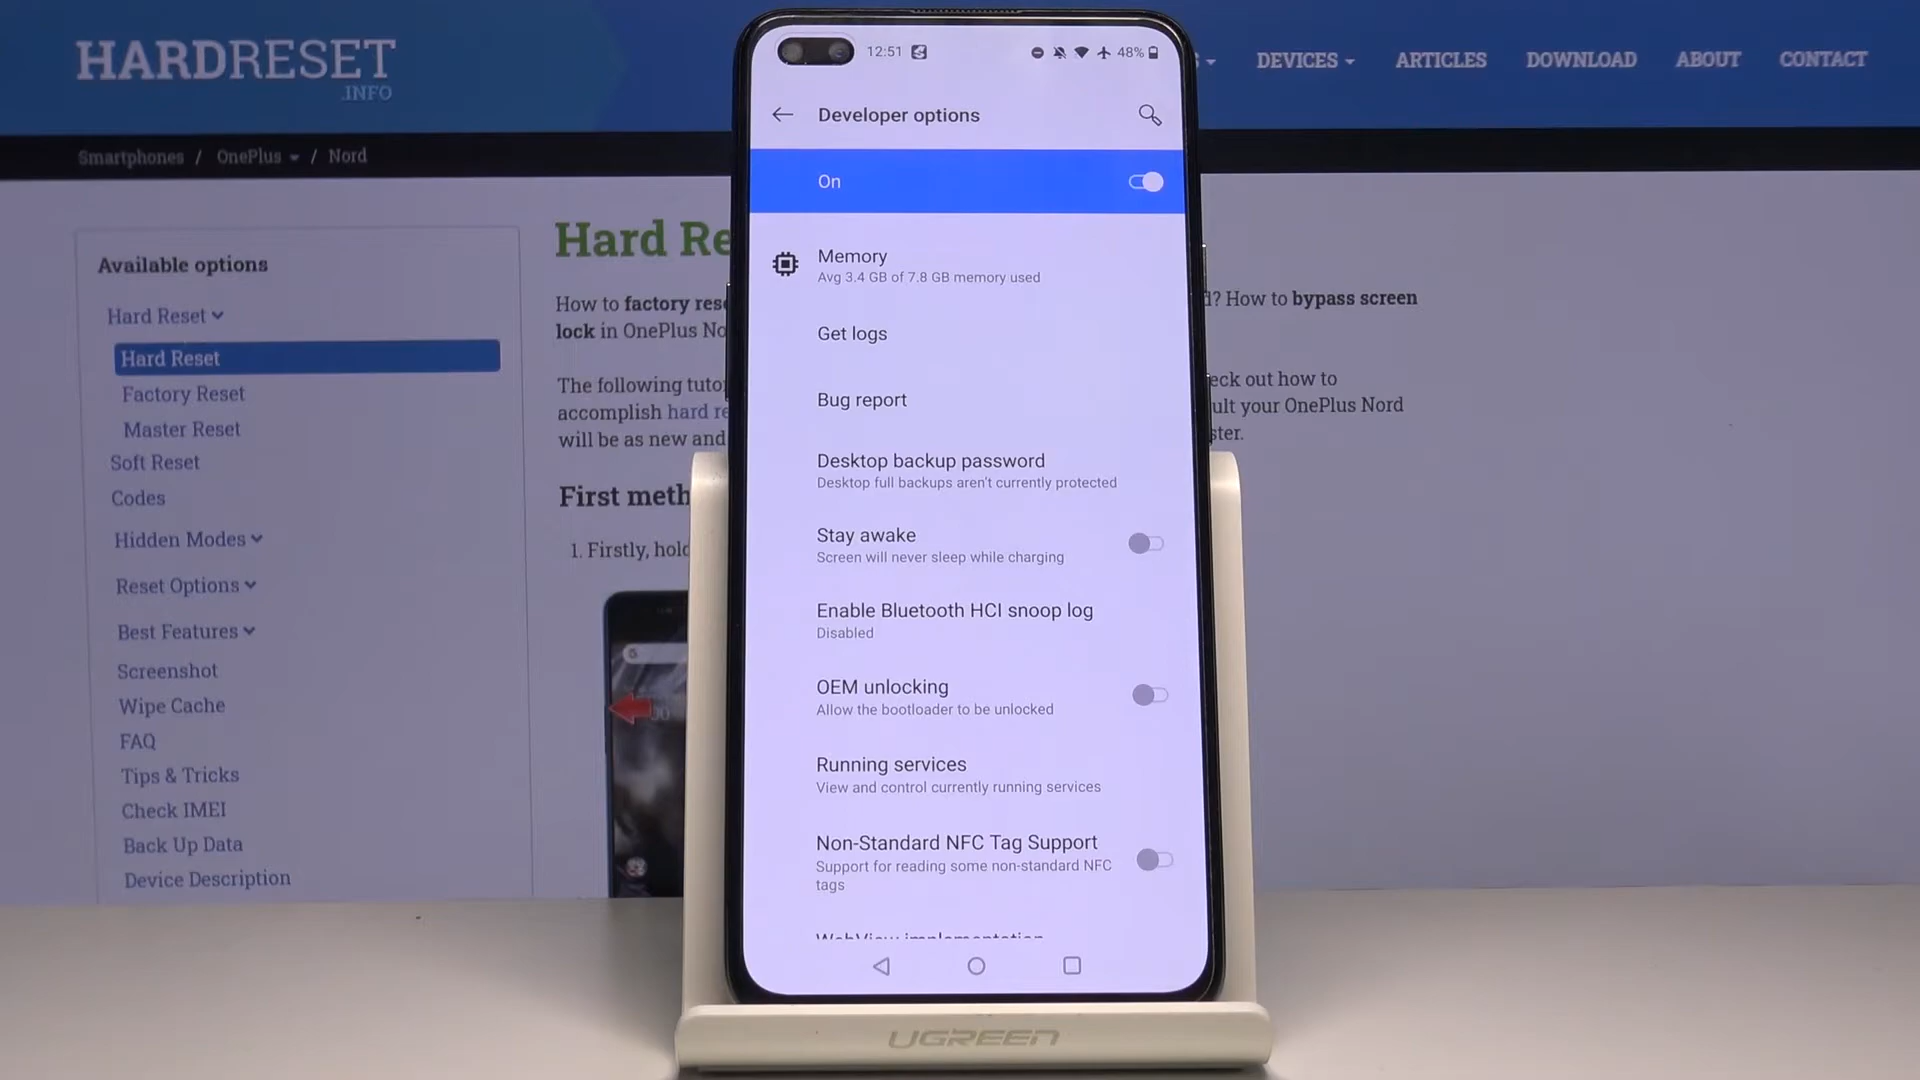 HARDRESET
.INFO
DEVICES
ARTICLES
DOWNLOAD
ABOUT
CONTACT
Smartphones / OnePlus / Nord
Available options
Hard Reset
Hard Reset
Factory Reset
Master Reset
Soft Reset
Codes
Hidden Modes
Reset Options
Best Features
Screenshot
Wipe Cache
FAQ
Tips & Tricks
Check IMEI
Back Up Data
Device Description
Hard Re
How to factory rese
lock in OnePlus No
The following tuto
accomplish hard re
will be as new and
First meth
1. Firstly, hold
? How to bypass screen
eck out how to
ult your OnePlus Nord
ster.
12:51
48%
Developer options
On
Memory
Avg 3.4 GB of 7.8 GB memory used
Get logs
Bug report
Desktop backup password
Desktop full backups aren't currently protected
Stay awake
Screen will never sleep while charging
Enable Bluetooth HCI snoop log
Disabled
OEM unlocking
Allow the bootloader to be unlocked
Running services
View and control currently running services
Non-Standard NFC Tag Support
Support for reading some non-standard NFC
tags
WebView implementation
UGREEN